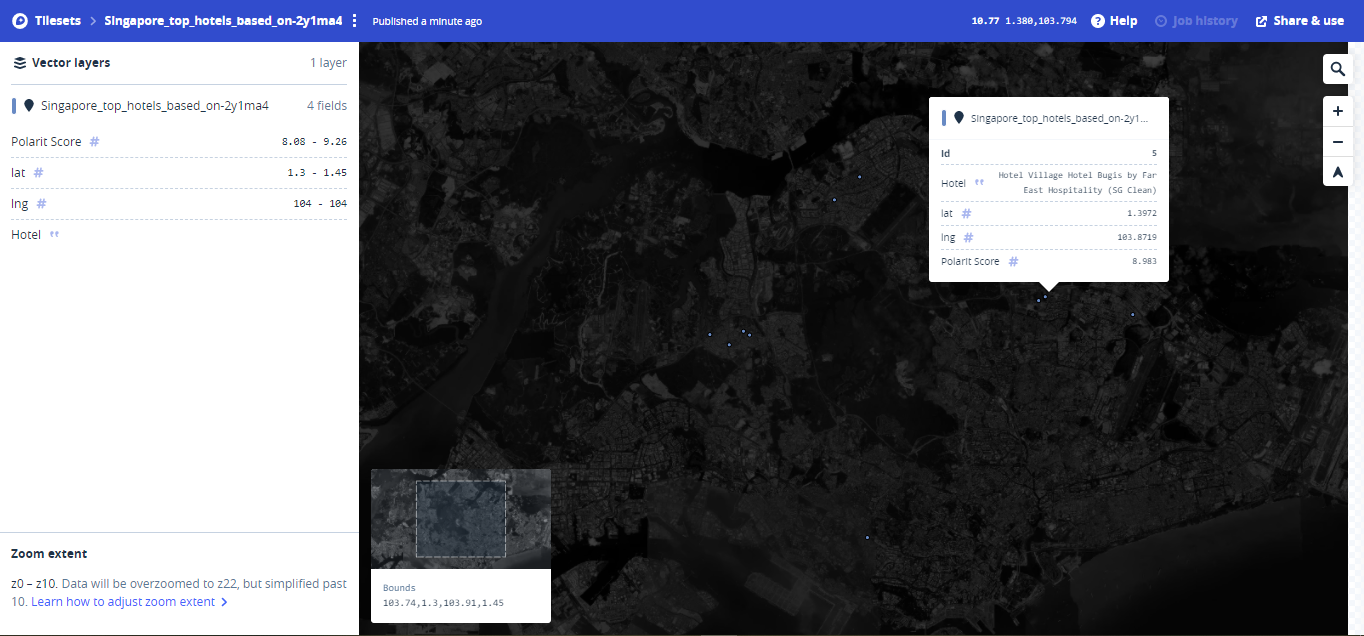 Tilesets > Singapore_top_hotels_based_on-2y1ma4 Published a minute ago 10.77 1.380,103.794 Help Job history Share & use
Vector layers 1 layer
Singapore_top_hotels_based_on-2y1ma4 4 fields
Polarit Score # 8.08 - 9.26
lat # 1.3 - 1.45
lng # 104 - 104
Hotel "
Zoom extent
z0 – z10. Data will be overzoomed to z22, but simplified past
10. Learn how to adjust zoom extent >
Singapore_top_hotels_based_on-2y1...
Id 5
Hotel " Hotel Village Hotel Bugis by Far
East Hospitality (SG Clean)
lat # 1.3972
lng # 103.8719
Polarit Score # 8.983
Bounds
103.74,1.3,103.91,1.45